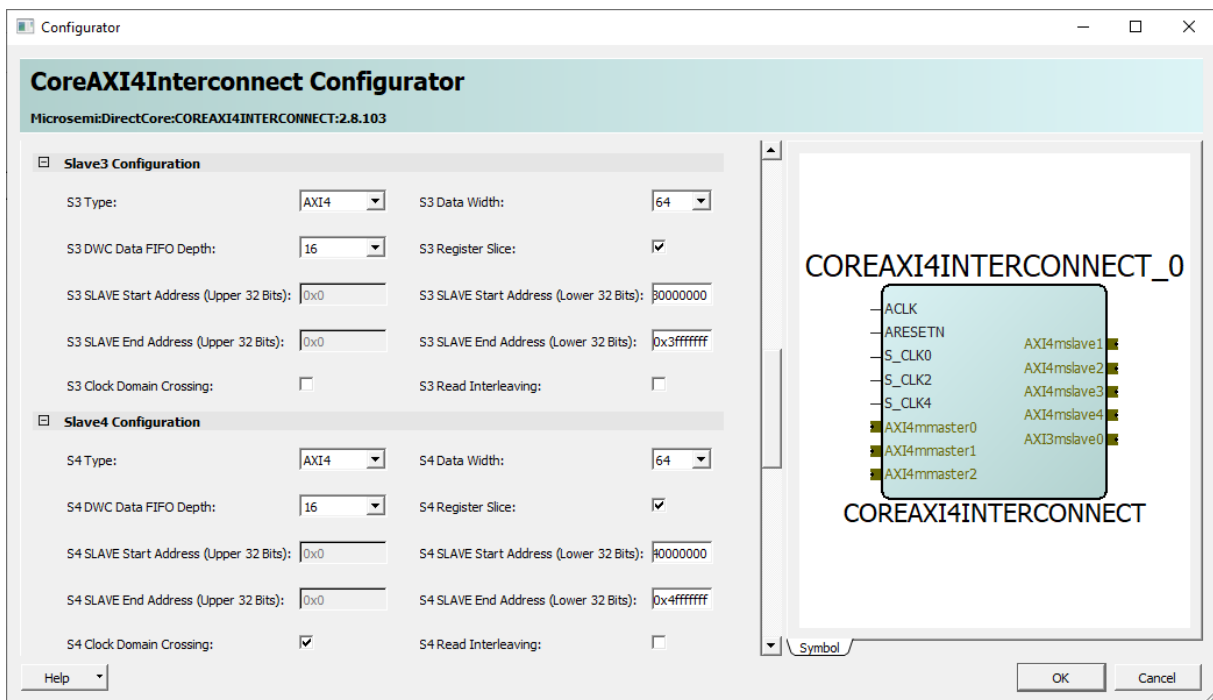 Configurator
CoreAXI4Interconnect Configurator
Microsemi:DirectCore:COREAXI4INTERCONNECT:2.8.103
Slave3 Configuration
S3 Type: AXI4 S3 Data Width: 64
S3 DWC Data FIFO Depth: 16 S3 Register Slice:
S3 SLAVE Start Address (Upper 32 Bits): 0x0 S3 SLAVE Start Address (Lower 32 Bits): 30000000
S3 SLAVE End Address (Upper 32 Bits): 0x0 S3 SLAVE End Address (Lower 32 Bits): 0x3fffffff
S3 Clock Domain Crossing: S3 Read Interleaving:
Slave4 Configuration
S4 Type: AXI4 S4 Data Width: 64
S4 DWC Data FIFO Depth: 16 S4 Register Slice:
S4 SLAVE Start Address (Upper 32 Bits): 0x0 S4 SLAVE Start Address (Lower 32 Bits): 40000000
S4 SLAVE End Address (Upper 32 Bits): 0x0 S4 SLAVE End Address (Lower 32 Bits): 0x4fffffff
S4 Clock Domain Crossing: S4 Read Interleaving:
COREAXI4INTERCONNECT_0
ACLK
ARESETN
S_CLK0
S_CLK2
S_CLK4
AXI4mmaster0
AXI4mmaster1
AXI4mmaster2
AXI4mslave1
AXI4mslave2
AXI4mslave3
AXI4mslave4
AXI3mslave0
COREAXI4INTERCONNECT
Symbol
Help
OK
Cancel